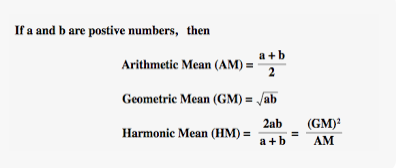 If a and b are postive numbers, then
Arithmetic Mean (AM) = (a + b) / 2
Geometric Mean (GM) = √ab
Harmonic Mean (HM) = 2ab / (a + b) = (GM)² / AM